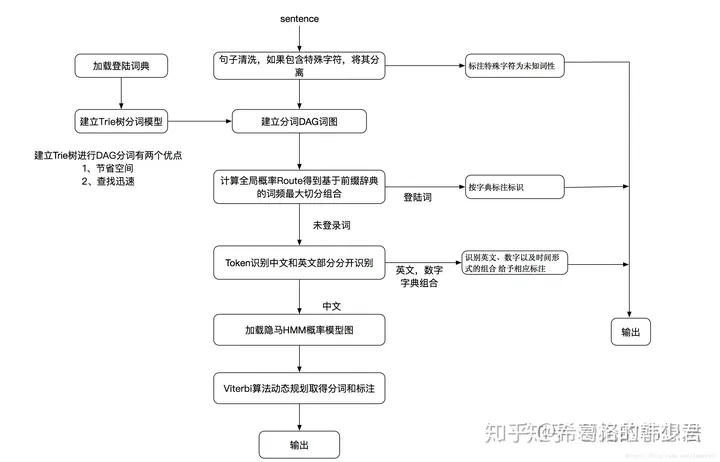 sentence
加载登陆词典
句子清洗，如果包含特殊字符，将其分
离
标注特殊字符为未知词性
建立Trie树分词模型
建立分词DAG词图
建立Trie树进行DAG分词有两个优点
1、节省空间
2、查找迅速
计算全局概率Route得到基于前缀辞典
的词频最大切分组合
登陆词
按字典标注标识
未登录词
Token识别中文和英文部分分开识别
英文，数字
字典组合
识别英文、数字以及时间形
式的组合 给予相应标注
中文
加载隐马HMM概率模型图
输出
Viterbi算法动态规划取得分词和标注
输出
知乎@希葛格的韩少君